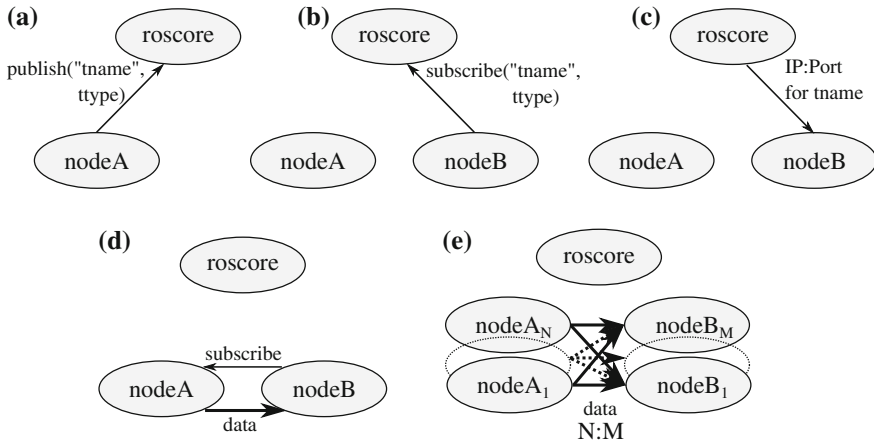 (a)
roscore
publish("tname",
ttype)
nodeA
(b)
roscore
subscribe("tname",
ttype)
nodeA
nodeB
(c)
roscore
IP:Port
for tname
nodeA
nodeB
(d)
roscore
subscribe
nodeA
nodeB
data
(e)
roscore
nodeA_N
nodeB_M
nodeA_1
nodeB_1
data
N:M